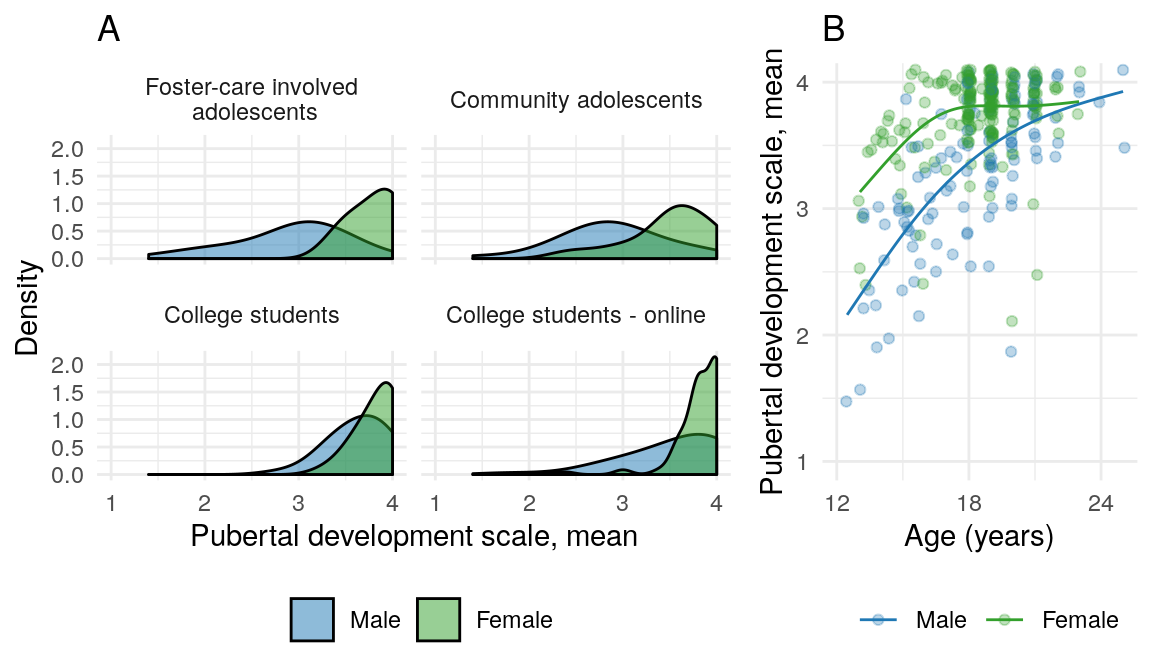 A
B
Foster-care involved
adolescents
Community adolescents
2.0
1.5
1.0
0.5
0.0
College students
College students - online
2.0
1.5
1.0
0.5
0.0
1 2 3 4 1 2 3 4
Density
Pubertal development scale, mean
Male Female
Pubertal development scale, mean
4
3
2
1
12 18 24
Age (years)
Male Female